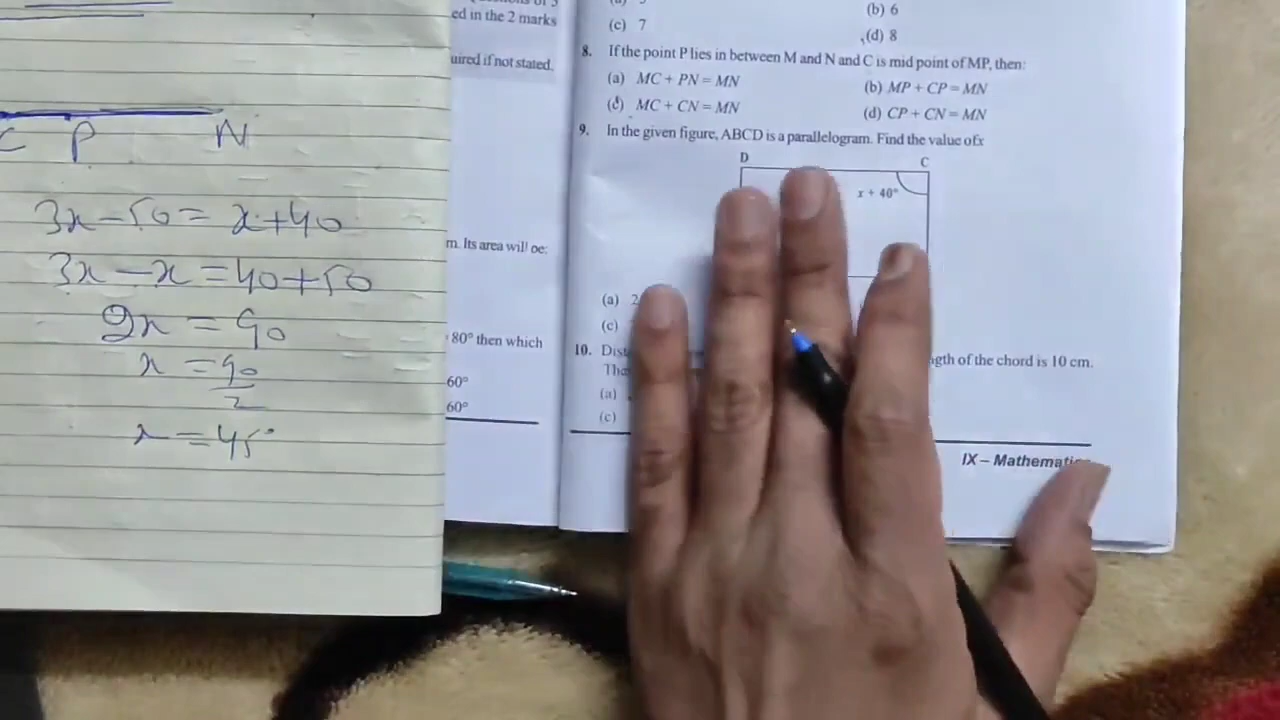 C P N
3x-50 = x+40
3x - x = 40+50
2x = 90
x = 90
2
x = 45°
ed in the 2 marks
uired if not stated.
m. Its area will be:
80° then which
60°
60°
(b) 6
(c) 7
(d) 8
8. If the point P lies in between M and N and C is mid point of MP, then:
(a) MC + PN = MN
(b) MP + CP = MN
(c) MC + CN = MN
(d) CP + CN = MN
9. In the given figure, ABCD is a parallelogram. Find the value of x
D C
x + 40°
(a) 2
(c)
10. ngth of the chord is 10 cm.
(a)
(c)
IX – Mathematic